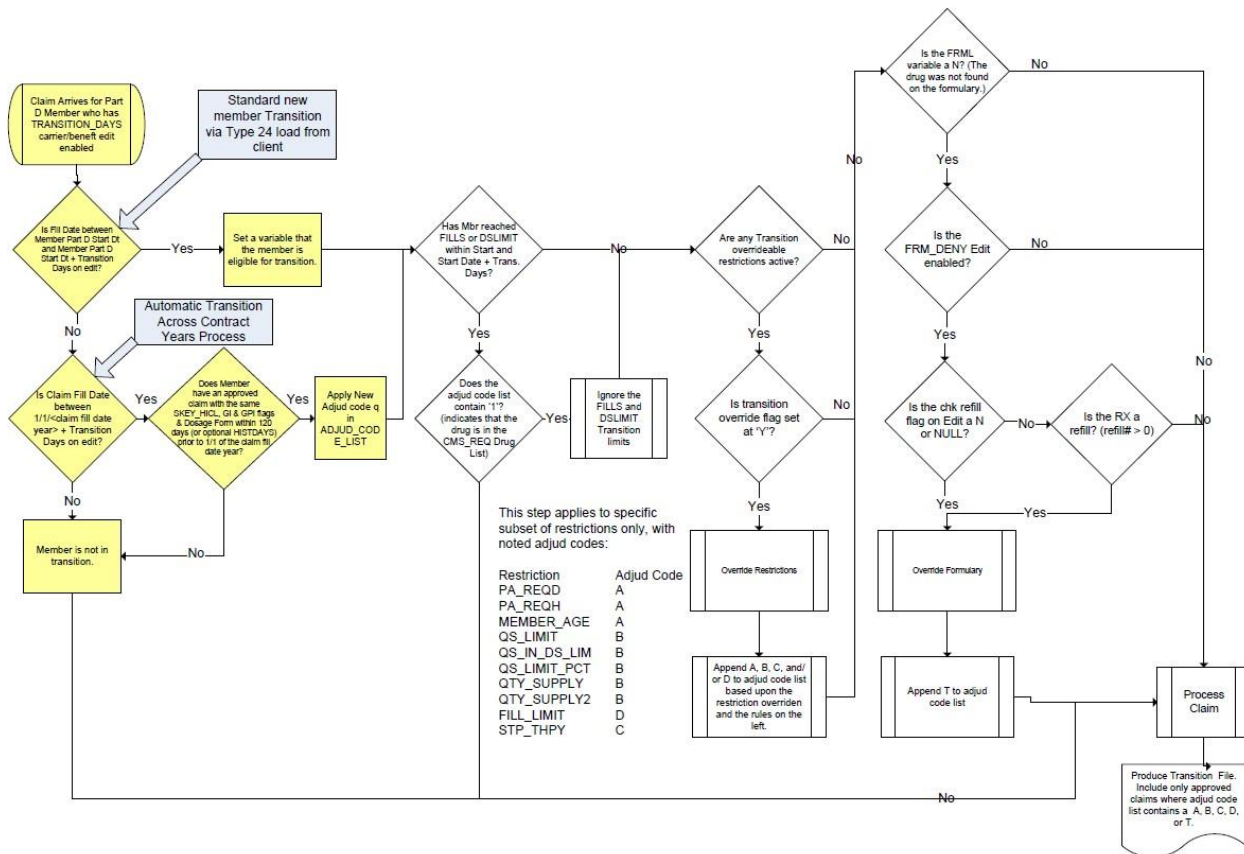 Claim Arrives for Part
D Member who has
TRANSITION_DAYS
carrier/beneft edit
enabled
Standard new
member Transition
via Type 24 load from
client
Is Fill Date between
Member Part D Start Dt
and Member Part D
Start Dt + Transition
Days on edit?
Yes
Set a variable that
the member is
eligible for transition.
No
Automatic Transition
Across Contract
Years Process
Is Claim Fill Date
between
1/1/<claim fill date
year> + Transition
Days on edit?
Yes
Does Member
have an approved
claim with the same
SKEY_HICL, GI & GPI flags
& Dosage Form within 120
days (or optional HISTDAYS)
prior to 1/1 of the claim fill
date year?
Yes
Apply New
Adjud code q
in
ADJUD_COD
E_LIST
No
No
Member is not in
transition.
Has Mbr reached
FILLS or DSLIMIT
within Start and
Start Date + Trans.
Days?
No
Yes
Does the
adjud code list
contain '1'?
(indicates that the
drug is in the
CMS_REQ Drug
List)
Yes
Ignore the
FILLS and
DSLIMIT
Transition
limits
Are any Transition
overrideable
restrictions active?
No
No
Yes
Is transition
override flag set
at 'Y'?
No
Yes
Override Restrictions
Append A, B, C, and/
or D to adjud code list
based upon the
restriction overriden
and the rules on the
left.
This step applies to specific
subset of restrictions only, with
noted adjud codes:
Restriction Adjud Code
PA_REQD A
PA_REQH A
MEMBER_AGE A
QS_LIMIT B
QS_IN_DS_LIM B
QS_LIMIT_PCT B
QTY_SUPPLY B
QTY_SUPPLY2 B
FILL_LIMIT D
STP_THPY C
Is the FRML
variable a N? (The
drug was not found
on the formulary.)
No
Yes
Is the
FRM_DENY Edit
enabled?
No
No
Yes
Is the chk refill
flag on Edit a N
or NULL?
No
Is the RX a
refill? (refill# > 0)
No
Yes
Yes
Override Formulary
Append T to adjud
code list
Process
Claim
No
Produce Transition File.
Include only approved
claims where adjud code
list contains a A, B, C, D,
or T.